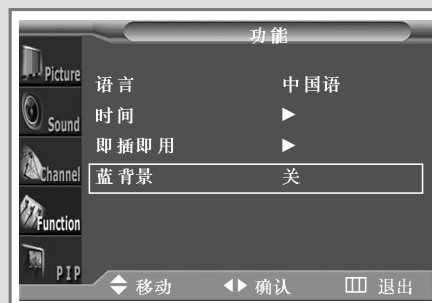 功能
Picture
语言 中国语
Sound
时间 ▶
即插即用 ▶
Channel
蓝背景 关
Function
PIP
移动 确认 退出